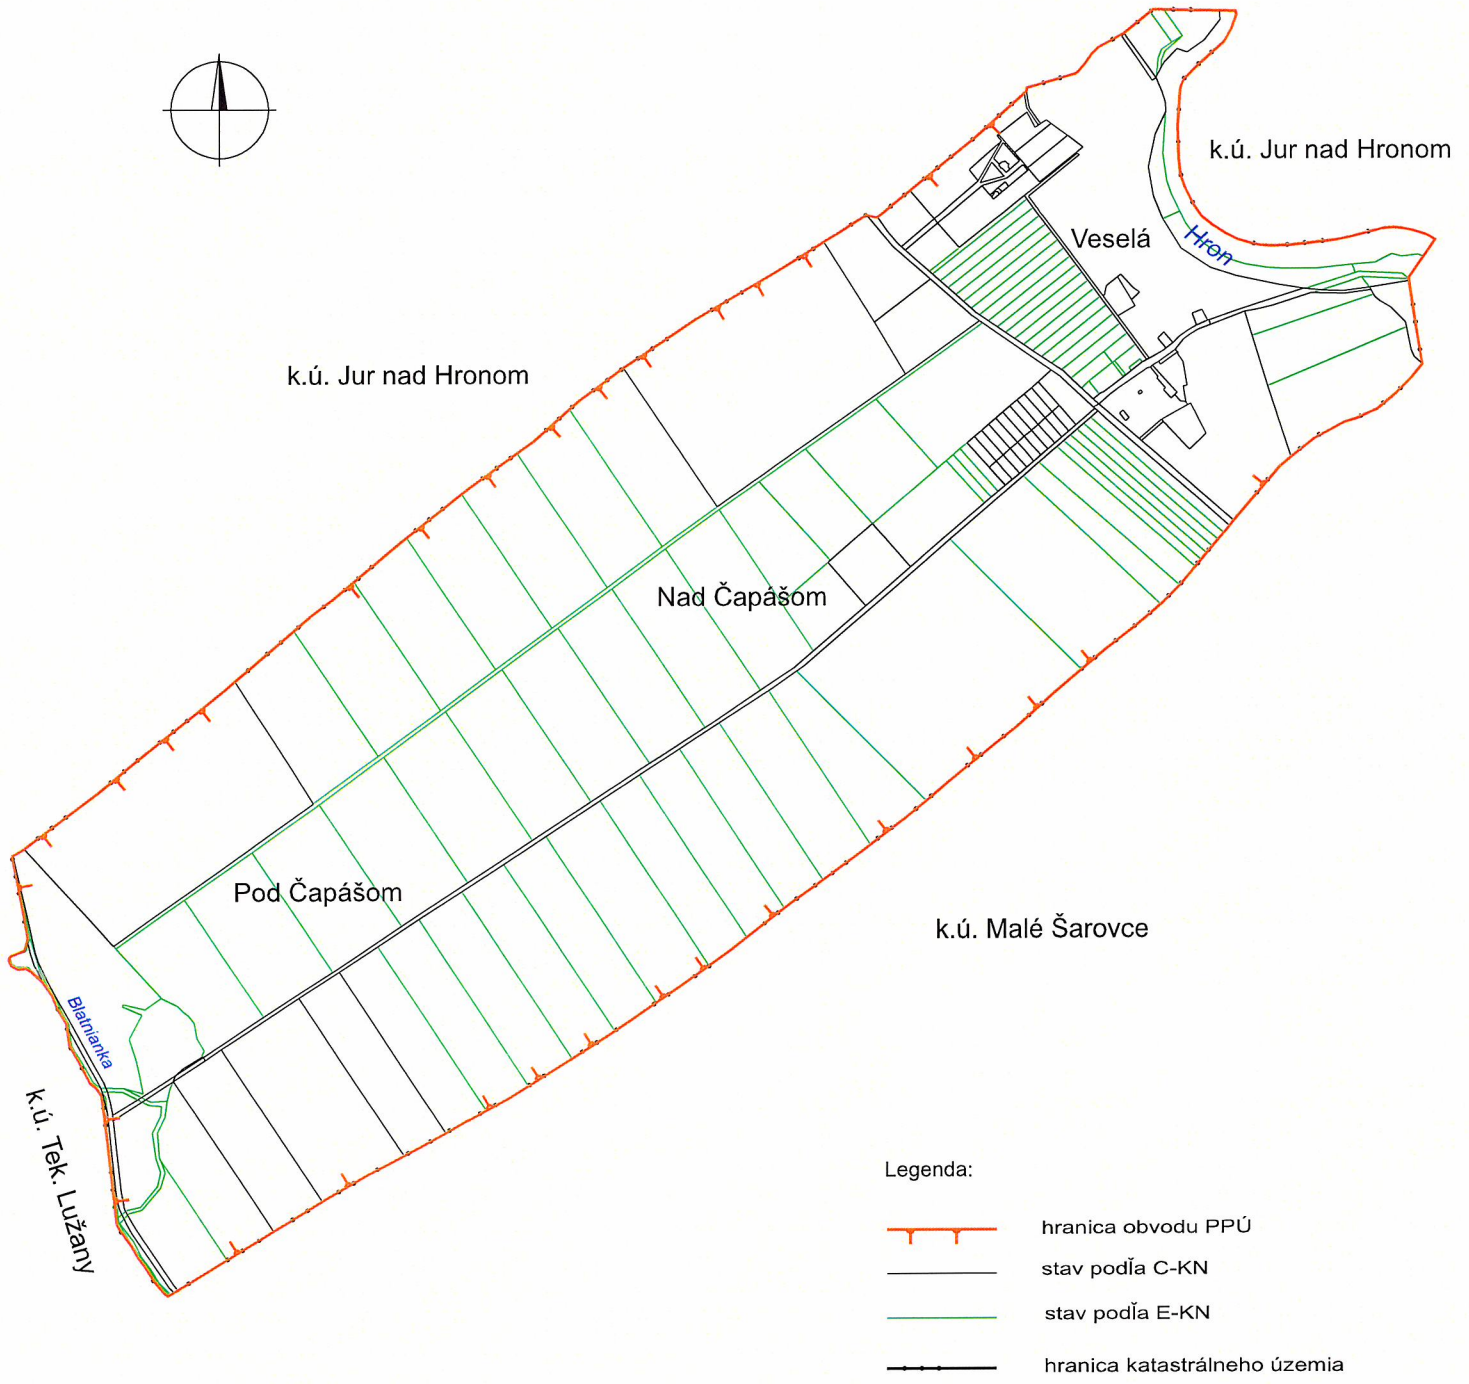 k.ú. Jur nad Hronom
Veselá
Hron
k.ú. Jur nad Hronom
Nad Čapášom
Pod Čapášom
k.ú. Malé Šarovce
Blatnianka
k.ú. Tek. Lužany
Legenda:
hranica obvodu PPÚ
stav podľa C-KN
stav podľa E-KN
hranica katastrálneho územia